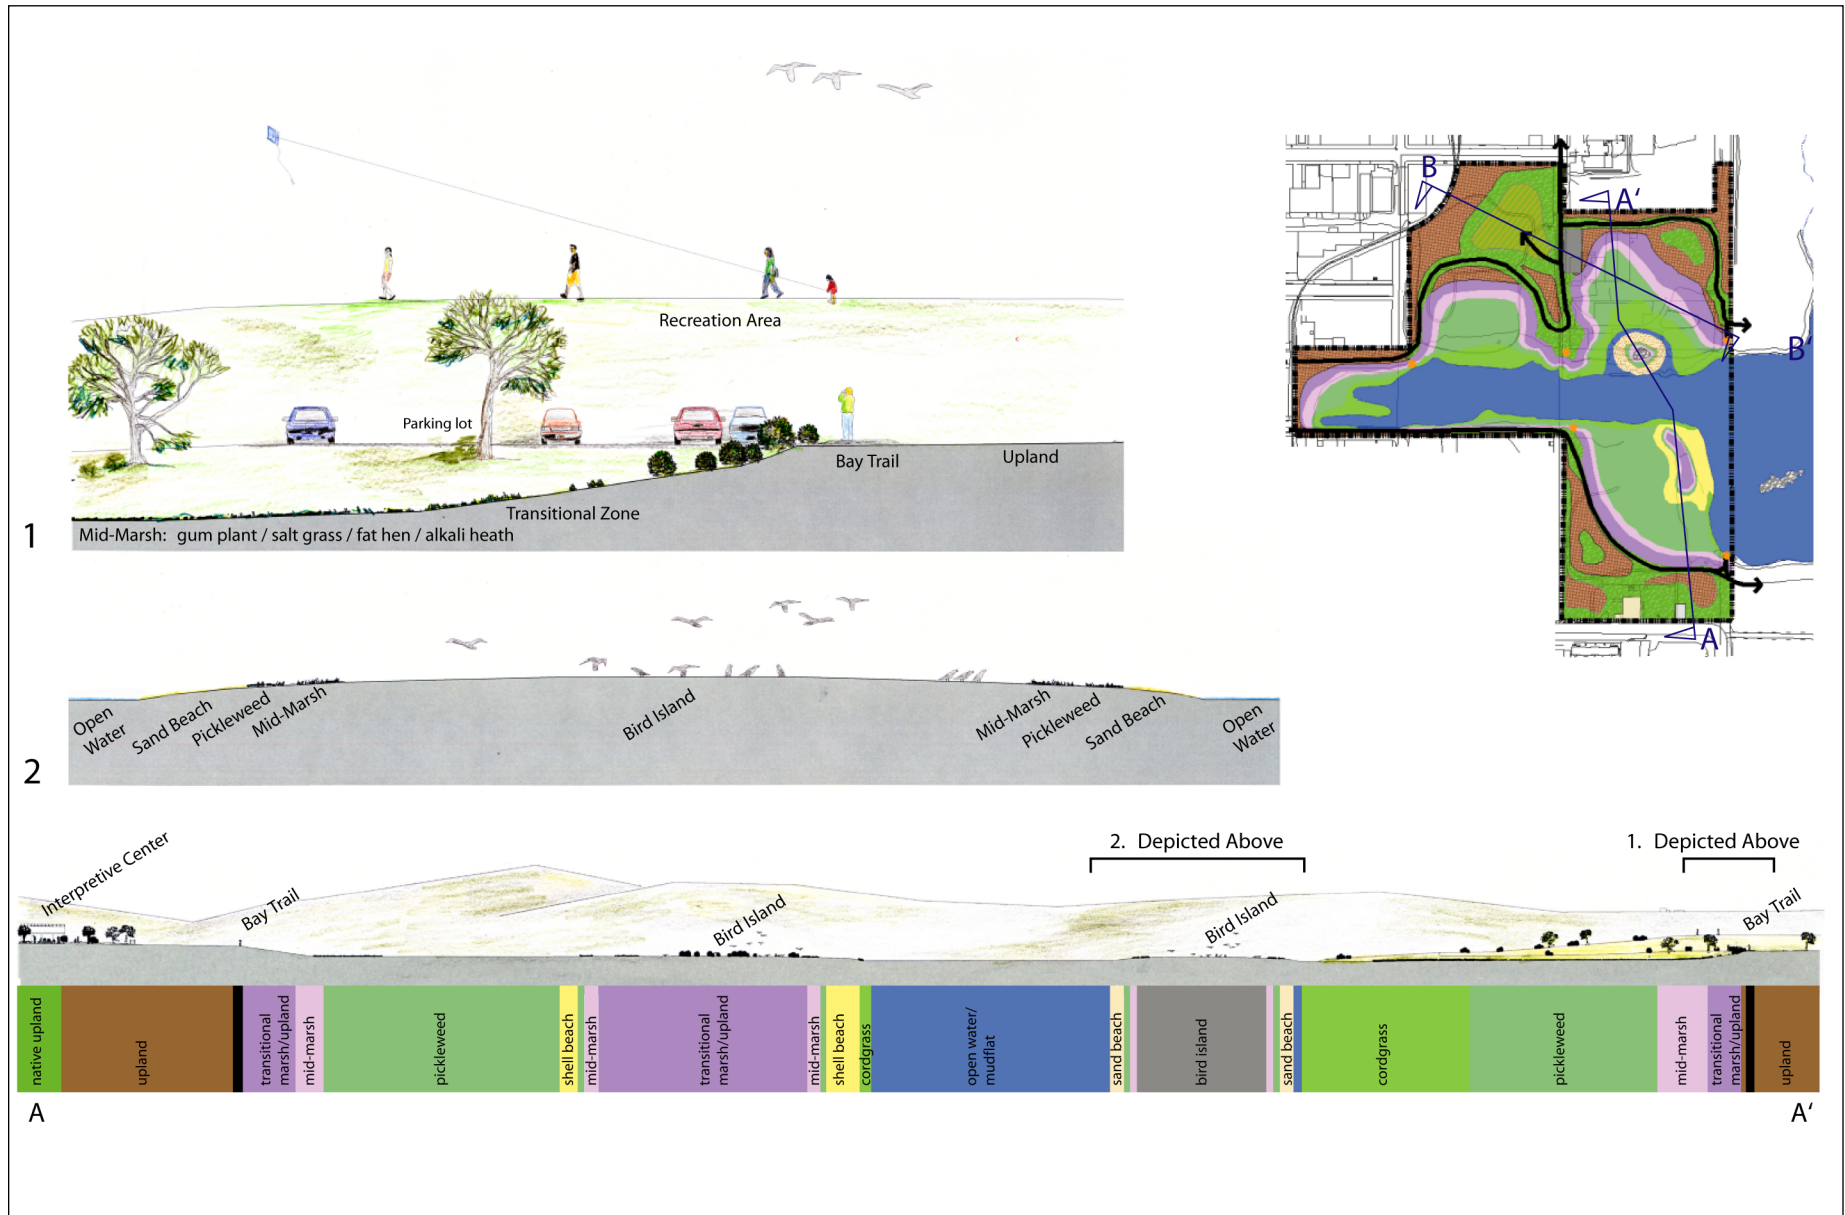 Recreation Area
Parking lot
Bay Trail
Upland
Transitional Zone
Mid-Marsh: gum plant / salt grass / fat hen / alkali heath
1
B
A‘
B‘
A
Open
Water
Sand Beach
Pickleweed
Mid-Marsh
Bird Island
Mid-Marsh
Pickleweed
Sand Beach
Open
Water
2
2. Depicted Above
1. Depicted Above
Interpretive Center
Bay Trail
Bird Island
Bird Island
Bay Trail
native upland
upland
transitional
marsh/upland
mid-marsh
pickleweed
shell beach
mid-marsh
transitional
marsh/upland
mid-marsh
shell beach
cordgrass
open water/
mudflat
sand beach
bird island
sand beach
cordgrass
pickleweed
mid-marsh
transitional
marsh/upland
upland
A
A‘